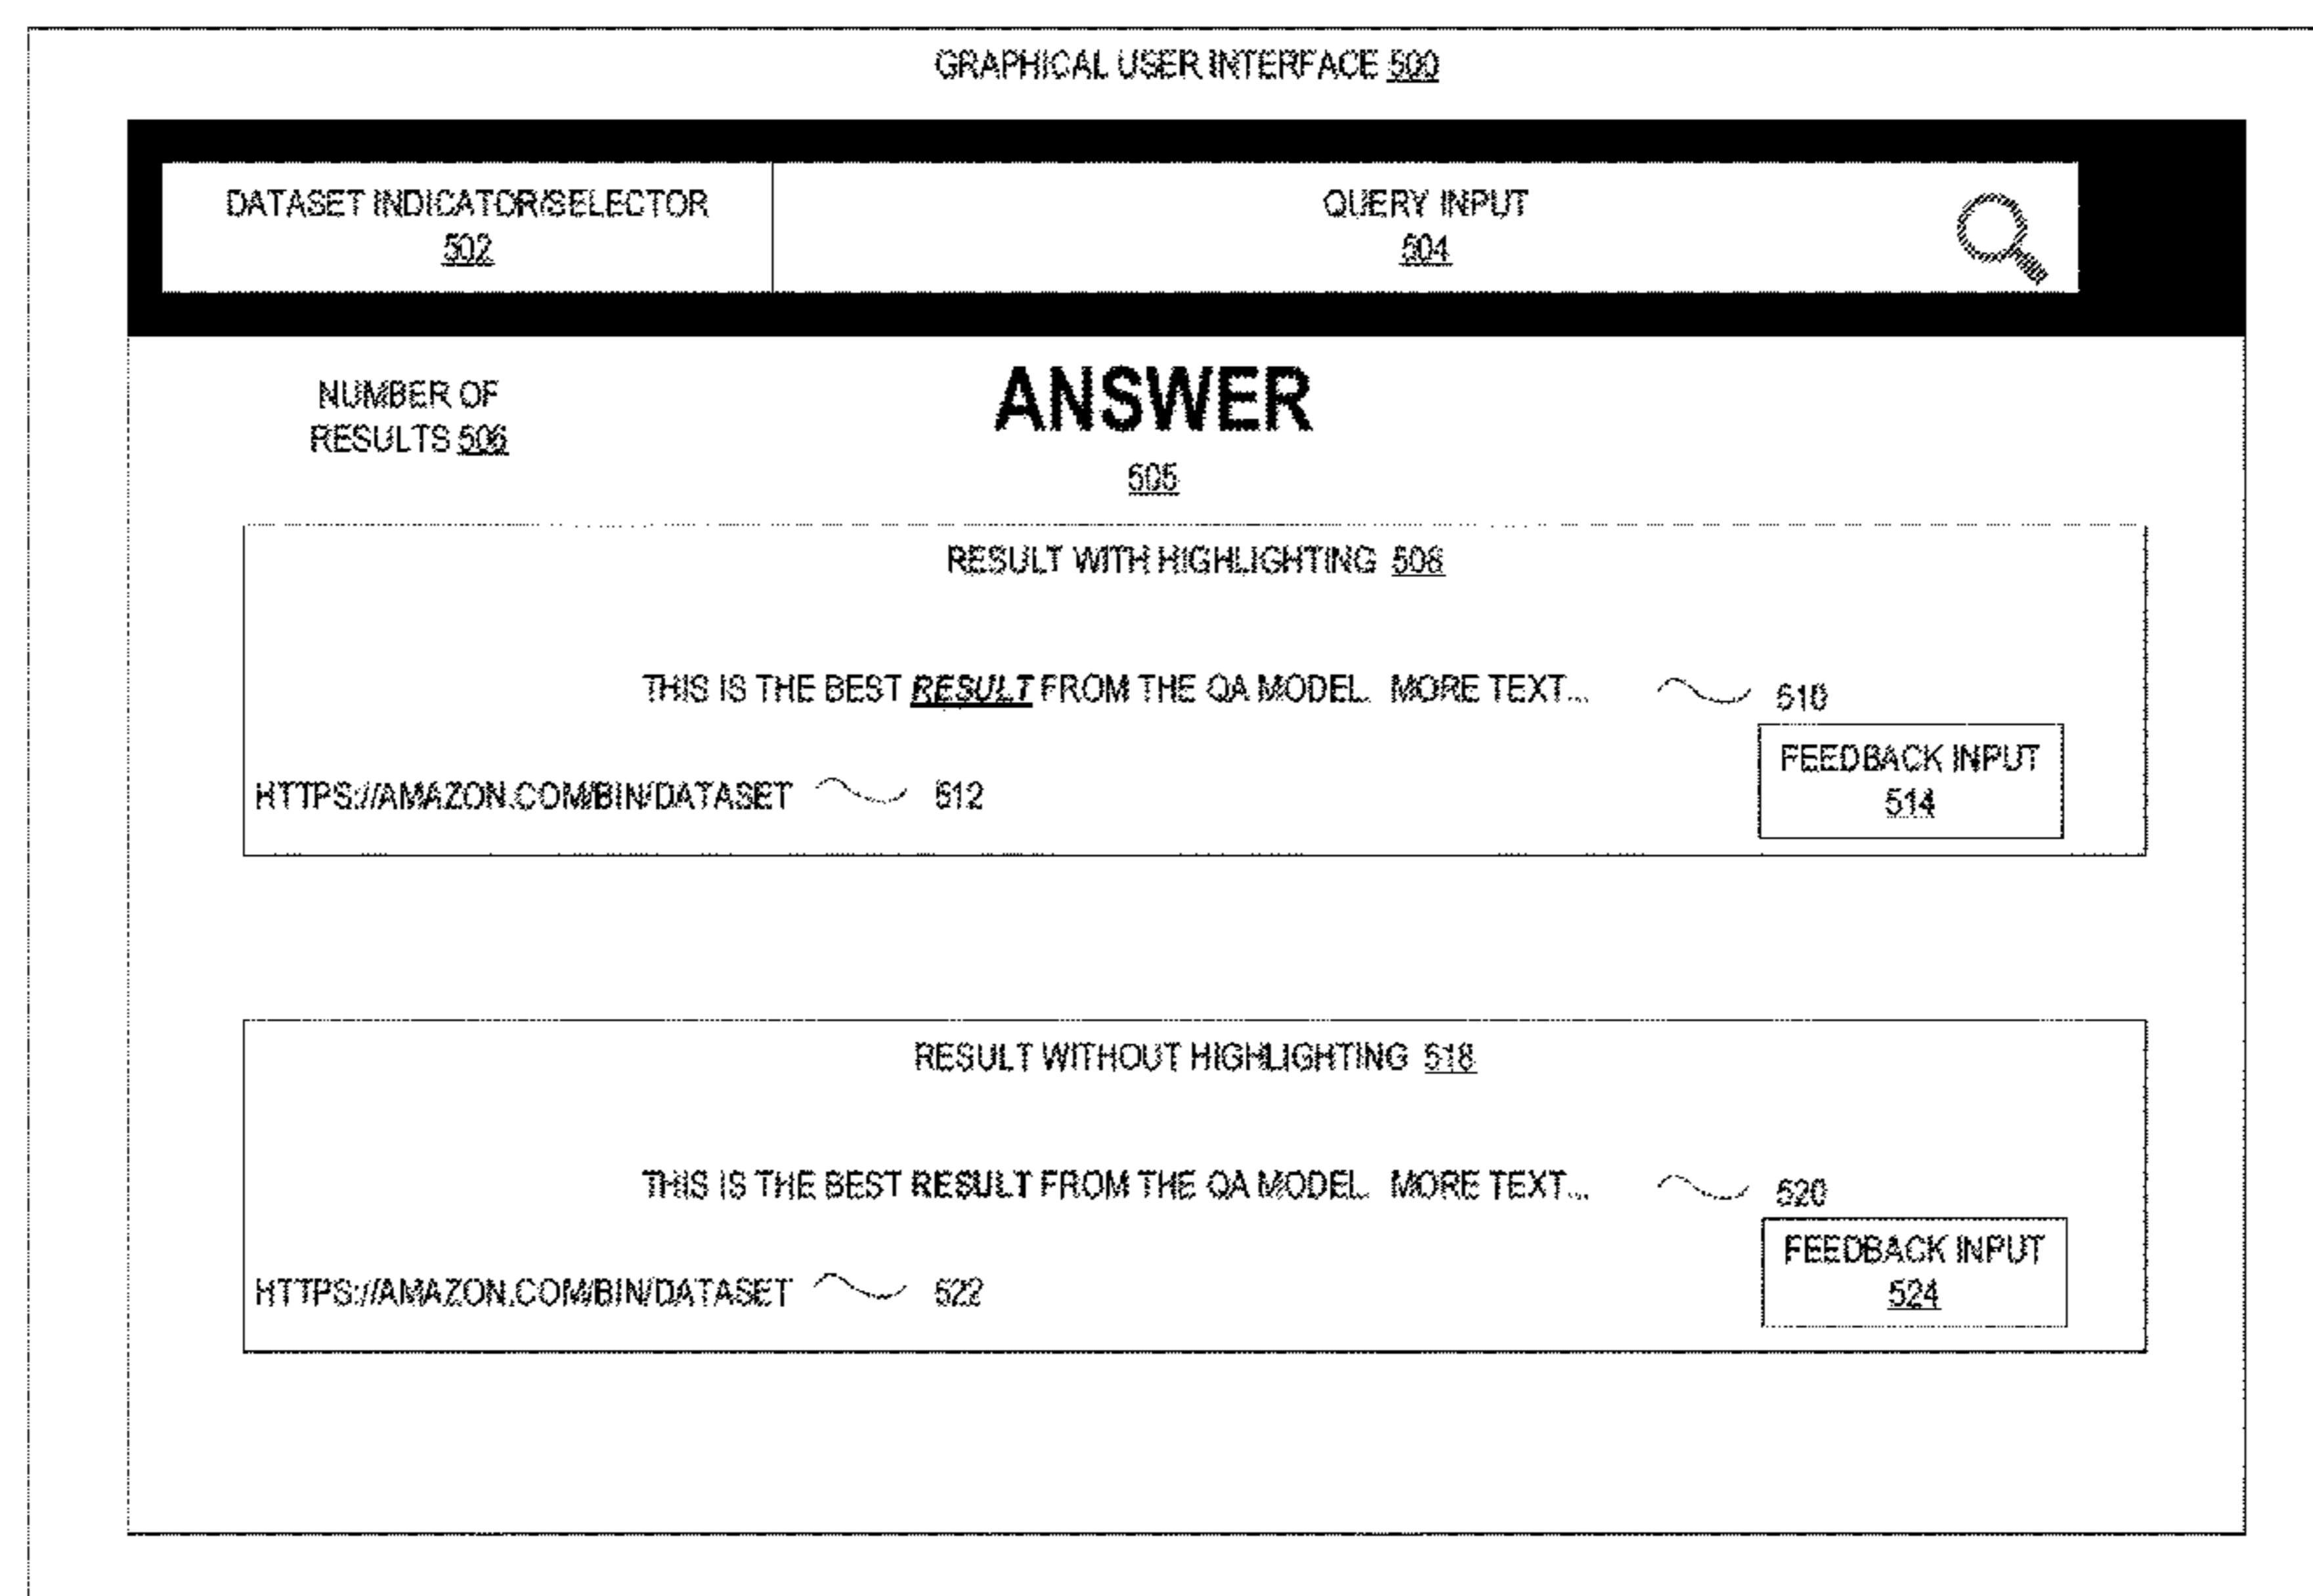 GRAPHICAL USER INTERFACE 500
DATASET INDICATOR/SELECTOR
502
QUERY INPUT
504
NUMBER OF
RESULTS 506
ANSWER
505
RESULT WITH HIGHLIGHTING 508
THIS IS THE BEST RESULT FROM THE QA MODEL. MORE TEXT... 510
FEEDBACK INPUT
514
HTTPS://AMAZON.COM/BIN/DATASET 512
RESULT WITHOUT HIGHLIGHTING 518
THIS IS THE BEST RESULT FROM THE QA MODEL. MORE TEXT... 520
FEEDBACK INPUT
524
HTTPS://AMAZON.COM/BIN/DATASET 522